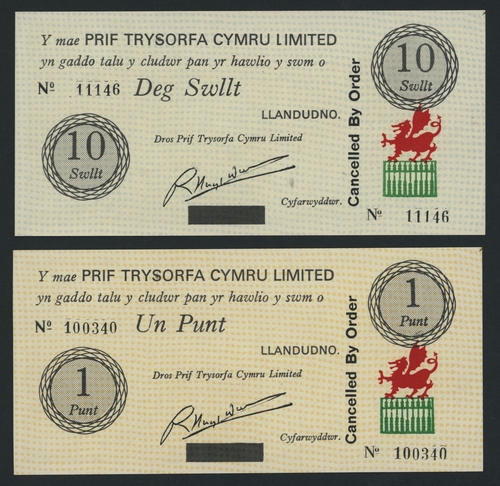 Y mae PRIF TRYSORFA CYMRU LIMITED
yn gaddo talu y cludwr pan yr hawlio y swm o
Nº 11146 Deg Swllt
LLANDUDNO.
10
Swllt
Dros Prif Trysorfa Cymru Limited
Cyfarwyddwr.
Cancelled By Order
10
Swllt
Nº 11146
Y mae PRIF TRYSORFA CYMRU LIMITED
yn gaddo talu y cludwr pan yr hawlio y swm o
Nº 100340 Un Punt
LLANDUDNO.
1
Punt
Dros Prif Trysorfa Cymru Limited
Cyfarwyddwr.
Cancelled By Order
1
Punt
Nº 100340